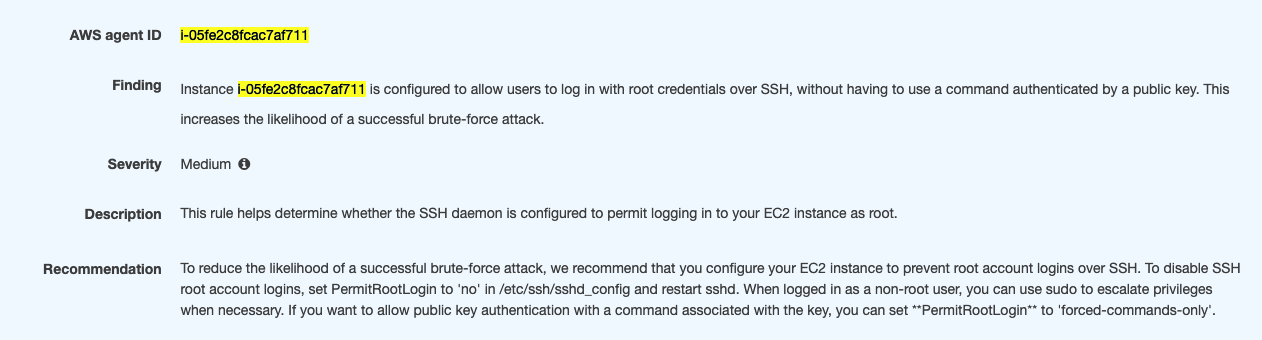 AWS agent ID i-05fe2c8fcac7af711
Finding Instance i-05fe2c8fcac7af711 is configured to allow users to log in with root credentials over SSH, without having to use a command authenticated by a public key. This
increases the likelihood of a successful brute-force attack.
Severity Medium
Description This rule helps determine whether the SSH daemon is configured to permit logging in to your EC2 instance as root.
Recommendation To reduce the likelihood of a successful brute-force attack, we recommend that you configure your EC2 instance to prevent root account logins over SSH. To disable SSH
root account logins, set PermitRootLogin to 'no' in /etc/ssh/sshd_config and restart sshd. When logged in as a non-root user, you can use sudo to escalate privileges
when necessary. If you want to allow public key authentication with a command associated with the key, you can set **PermitRootLogin** to 'forced-commands-only'.